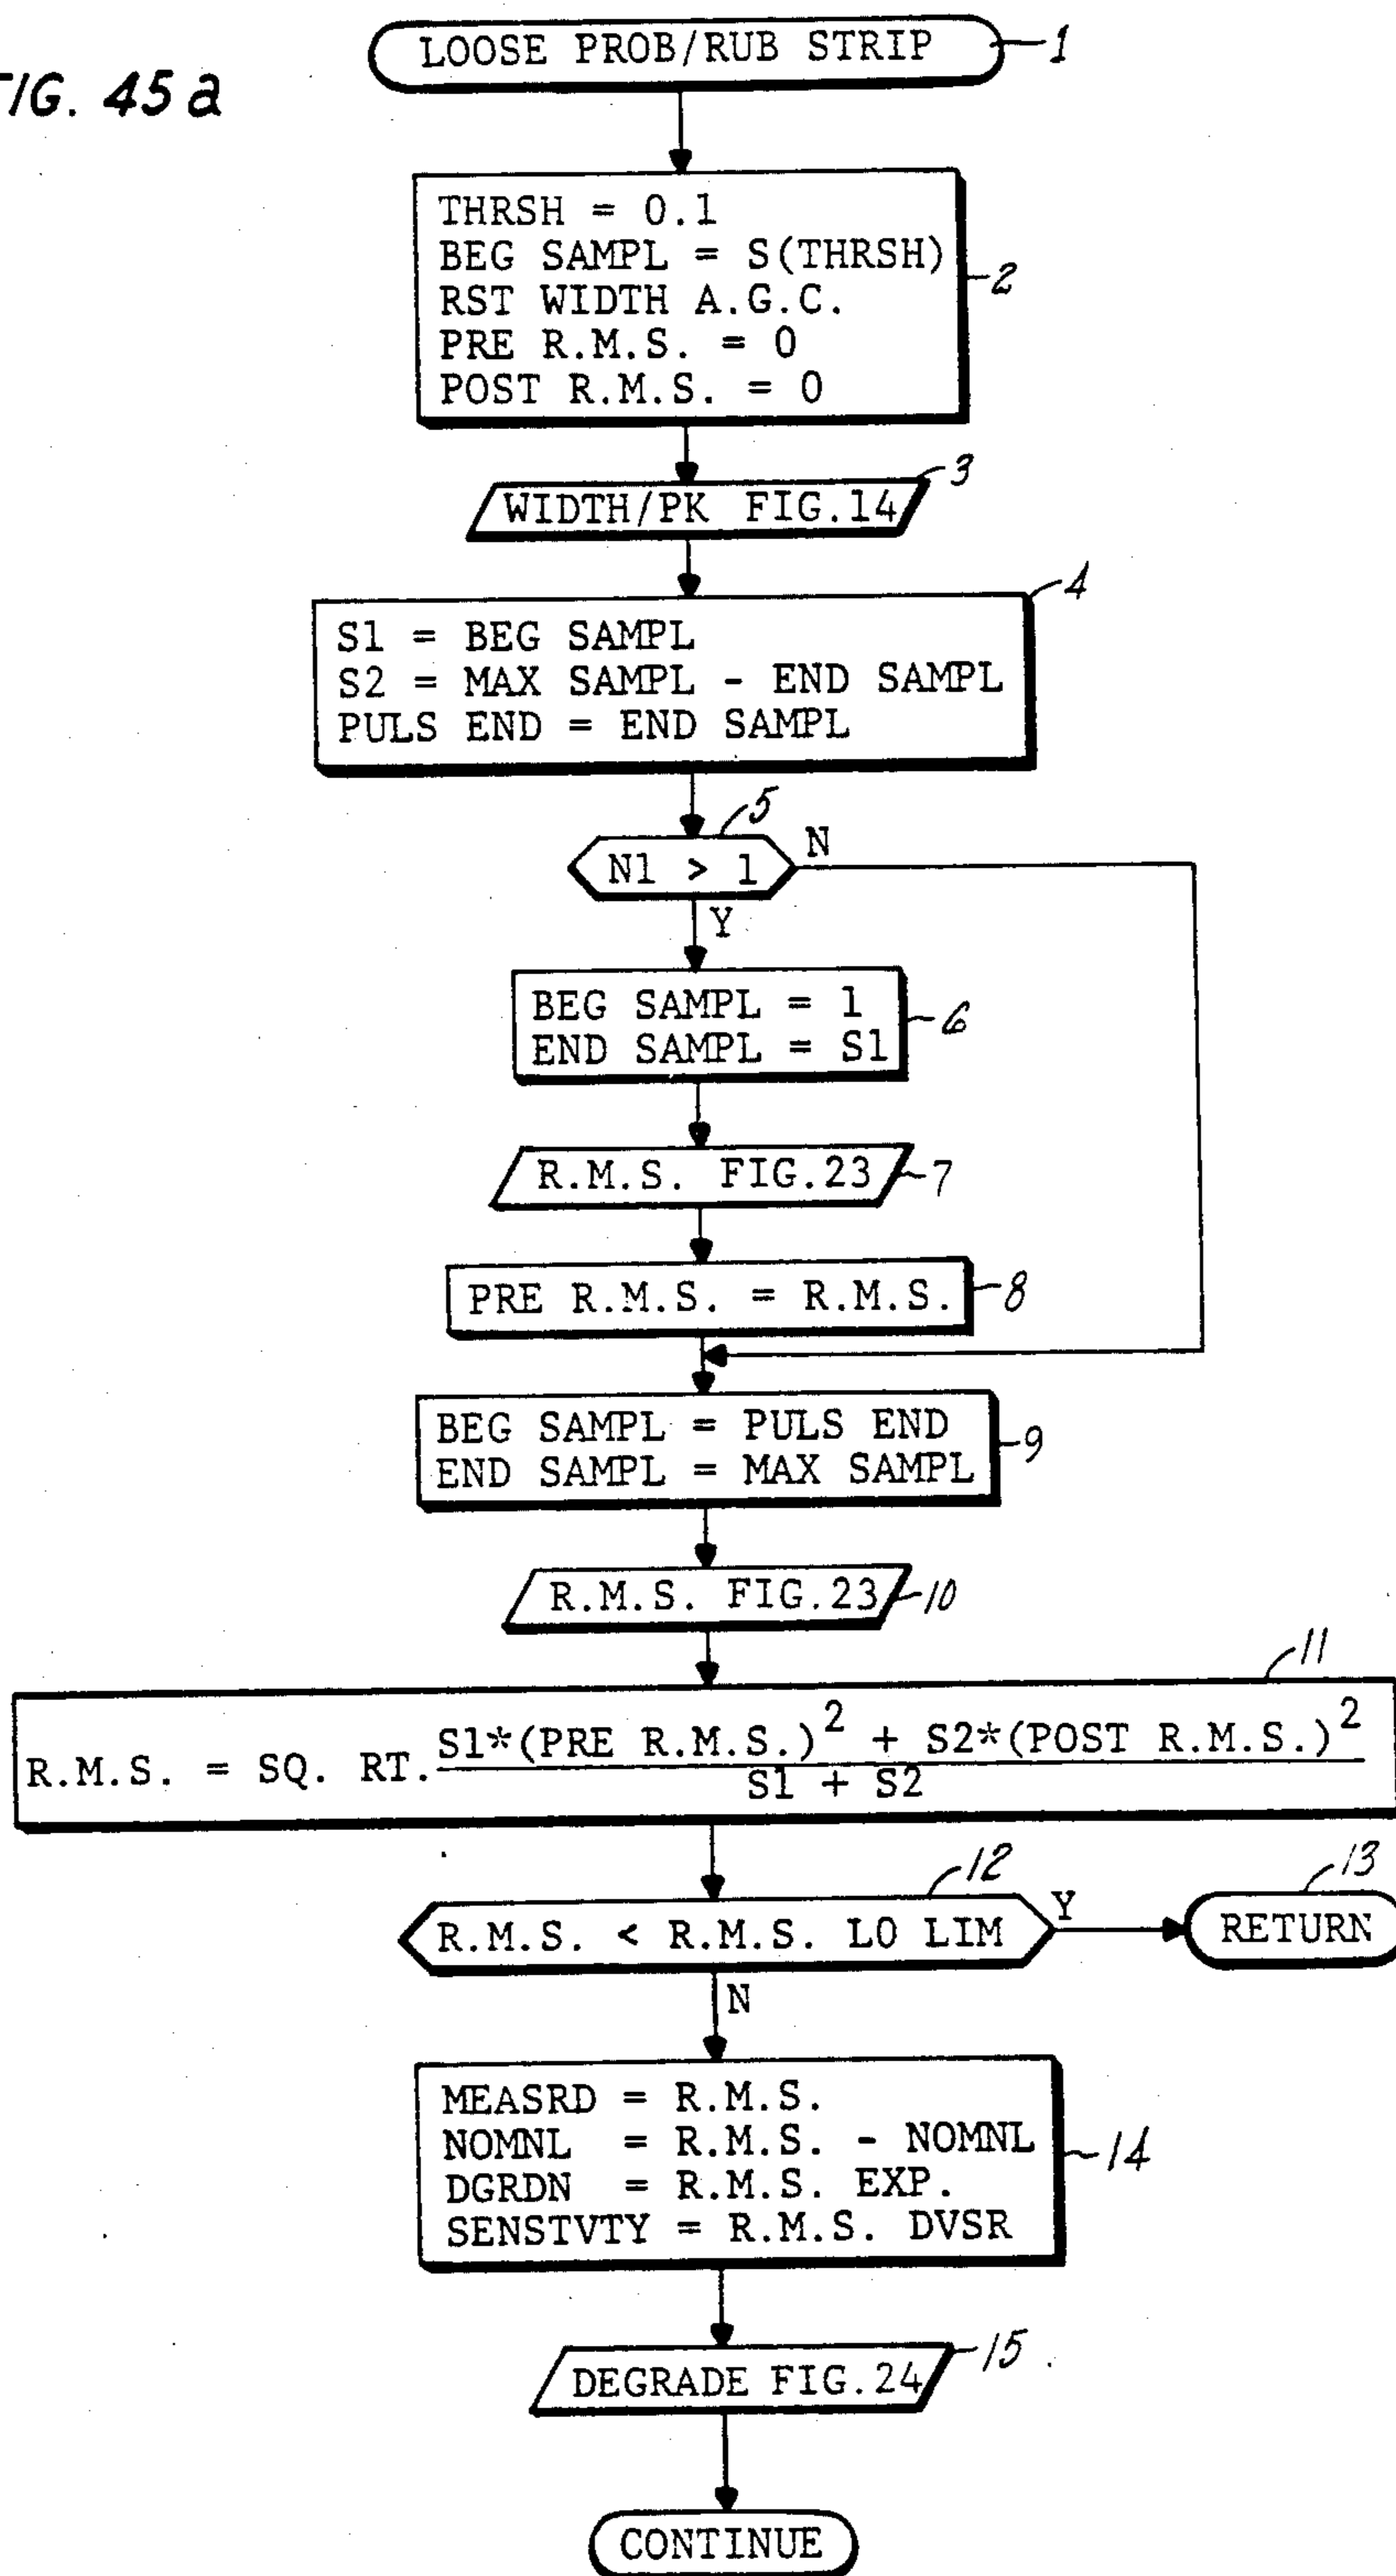 FIG. 45a
LOOSE PROB/RUB STRIP
1
THRSH = 0.1
BEG SAMPL = S(THRSH)
RST WIDTH A.G.C.
PRE R.M.S. = 0
POST R.M.S. = 0
2
WIDTH/PK FIG.14
3
S1 = BEG SAMPL
S2 = MAX SAMPL - END SAMPL
PULS END = END SAMPL
4
N1 > 1
5
N
Y
BEG SAMPL = 1
END SAMPL = S1
6
R.M.S. FIG.23
7
PRE R.M.S. = R.M.S.
8
BEG SAMPL = PULS END
END SAMPL = MAX SAMPL
9
R.M.S. FIG.23
10
11
R.M.S. = SQ. RT. S1*(PRE R.M.S.)² + S2*(POST R.M.S.)²
S1 + S2
R.M.S. < R.M.S. LO LIM
12
Y
RETURN
13
N
MEASRD = R.M.S.
NOMNL = R.M.S. - NOMNL
DGRDN = R.M.S. EXP.
SENSTVTY = R.M.S. DVSR
14
DEGRADE FIG.24
15
CONTINUE